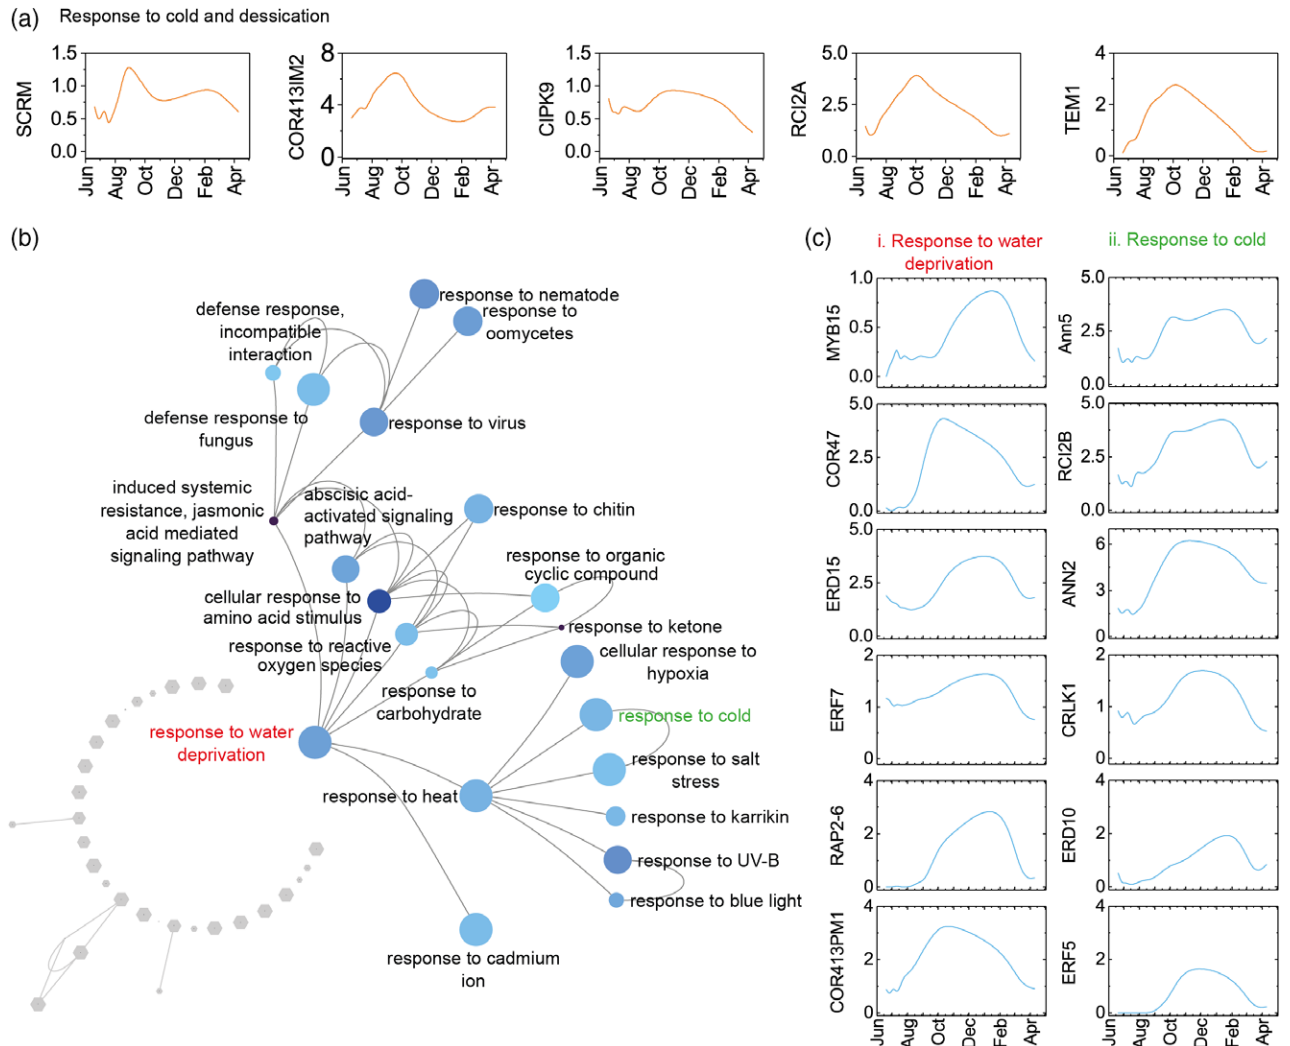 (a) Response to cold and dessication
SCRM
1.5
1.0
0.5
0.0
Jun
Aug
Oct
Dec
Feb
Apr
COR413IM2
8
4
0
Jun
Aug
Oct
Dec
Feb
Apr
CIPK9
1.5
1.0
0.5
0.0
Jun
Aug
Oct
Dec
Feb
Apr
RCI2A
5.0
2.5
0.0
Jun
Aug
Oct
Dec
Feb
Apr
TEM1
4
2
0
Jun
Aug
Oct
Dec
Feb
Apr
(b)
response to nematode
response to
oomycetes
defense response,
incompatible
interaction
defense response to
fungus
response to virus
induced systemic
resistance, jasmonic
acid mediated
signaling pathway
abscisic acid-
activated signaling
pathway
response to chitin
response to organic
cyclic compound
cellular response to
amino acid stimulus
response to ketone
response to reactive
oxygen species
cellular response to
hypoxia
response to
carbohydrate
response to cold
response to water
deprivation
response to salt
stress
response to heat
response to karrikin
response to UV-B
response to blue light
response to cadmium
ion
(c)
i. Response to water
deprivation
MYB15
1.0
0.5
0.0
COR47
5.0
2.5
0.0
ERD15
5.0
2.5
0.0
ERF7
2
1
0
RAP2-6
4
2
0
COR413PM1
4
2
0
Jun
Aug
Oct
Dec
Feb
Apr
ii. Response to cold
Ann5
5.0
2.5
0.0
RCI2B
5.0
2.5
0.0
ANN2
6
3
0
CRLK1
2
1
0
ERD10
4
2
0
ERF5
4
2
0
Jun
Aug
Oct
Dec
Feb
Apr